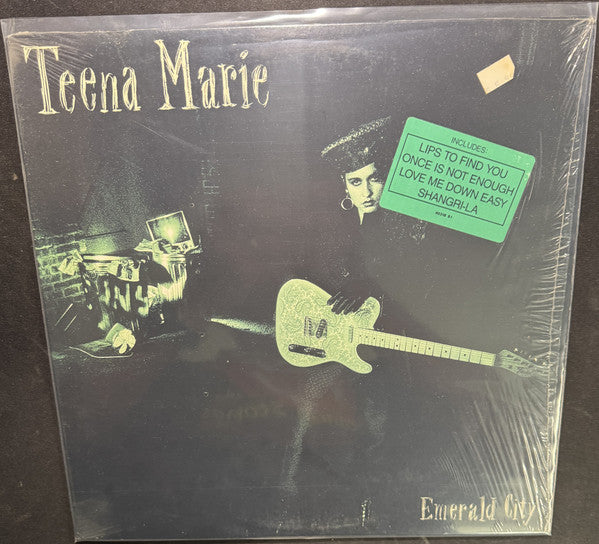 Teena Marie
INCLUDES:
LIPS TO FIND YOU
ONCE IS NOT ENOUGH
LOVE ME DOWN EASY
SHANGRI-LA
Emerald City